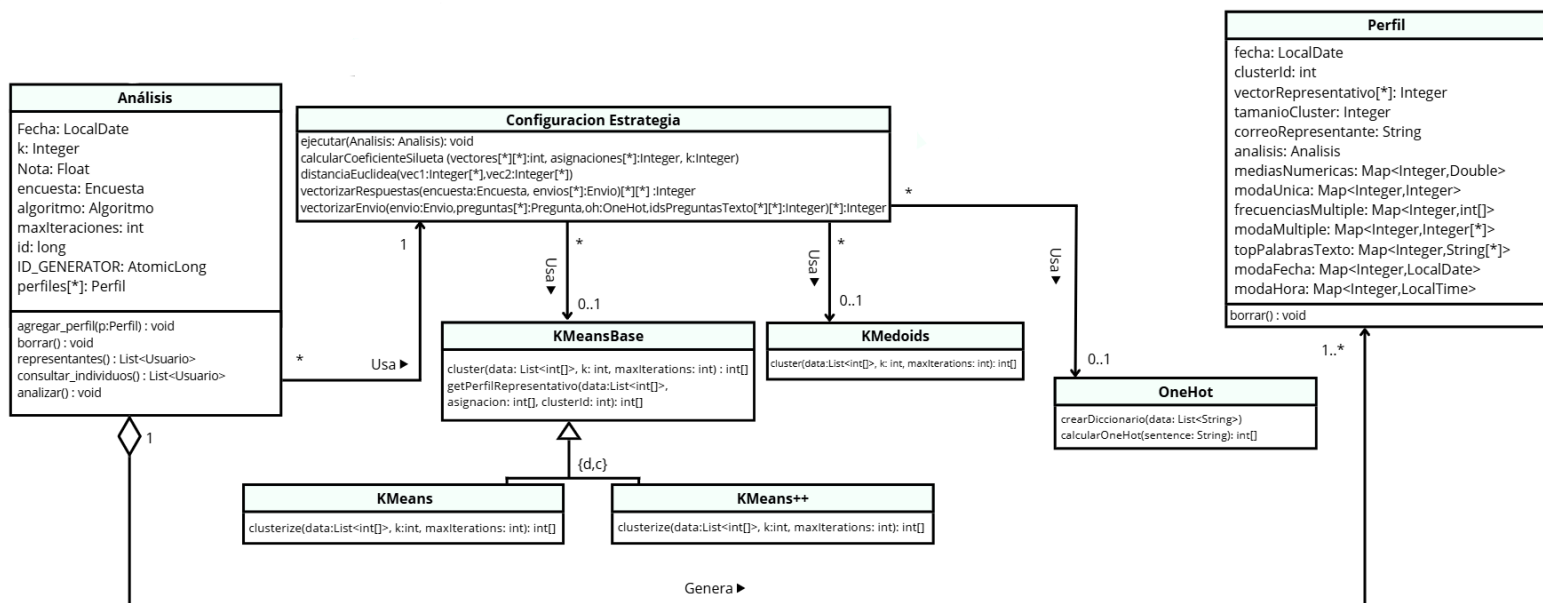 Análisis
Fecha: LocalDate
k: Integer
Nota: Float
encuesta: Encuesta
algoritmo: Algoritmo
maxIteraciones: int
id: long
ID_GENERATOR: AtomicLong
perfiles[*]: Perfil
agregar_perfil(p:Perfil) : void
borrar() : void
representantes() : List<Usuario>
consultar_individuos() : List<Usuario>
analizar() : void
1
*
Usa ▶
1
Configuracion Estrategia
ejecutar(Analisis: Analisis): void
calcularCoeficienteSilueta (vectores[*][*]:int, asignaciones[*]:Integer, k:Integer)
distanciaEuclidea(vec1:Integer[*],vec2:Integer[*])
vectorizarRespuestas(encuesta:Encuesta, envios[*]:Envio)[*][*] :Integer
vectorizarEnvio(envio:Envio,preguntas[*]:Pregunta,oh:OneHot,idsPreguntasTexto[*][*]:Integer)[*]:Integer
*
Usa ▶
0..1
*
Usa ▶
0..1
*
Usa ▶
0..1
KMeansBase
cluster(data: List<int[]>, k: int, maxIterations: int) : int[]
getPerfilRepresentativo(data:List<int[]>,
asignacion: int[], clusterId: int): int[]
{d,c}
KMeans
clusterize(data:List<int[]>, k:int, maxIterations: int): int[]
KMeans++
clusterize(data:List<int[]>, k:int, maxIterations: int): int[]
KMedoids
cluster(data:List<int[]>, k: int, maxIterations: int): int[]
OneHot
crearDiccionario(data: List<String>)
calcularOneHot(sentence: String): int[]
Perfil
fecha: LocalDate
clusterId: int
vectorRepresentativo[*]: Integer
tamanioCluster: Integer
correoRepresentante: String
analisis: Analisis
mediasNumericas: Map<Integer,Double>
modaUnica: Map<Integer,Integer>
frecuenciasMultiple: Map<Integer,int[]>
modaMultiple: Map<Integer,Integer[*]>
topPalabrasTexto: Map<Integer,String[*]>
modaFecha: Map<Integer,LocalDate>
modaHora: Map<Integer,LocalTime>
borrar() : void
1..*
Genera ▶